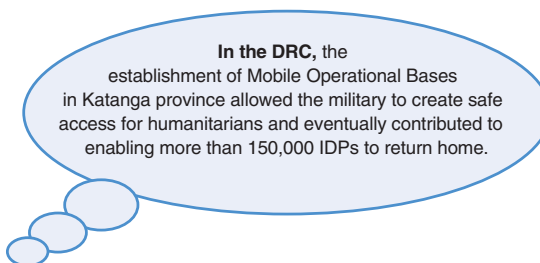 In the DRC, the
establishment of Mobile Operational Bases
in Katanga province allowed the military to create safe
access for humanitarians and eventually contributed to
enabling more than 150,000 IDPs to return home.